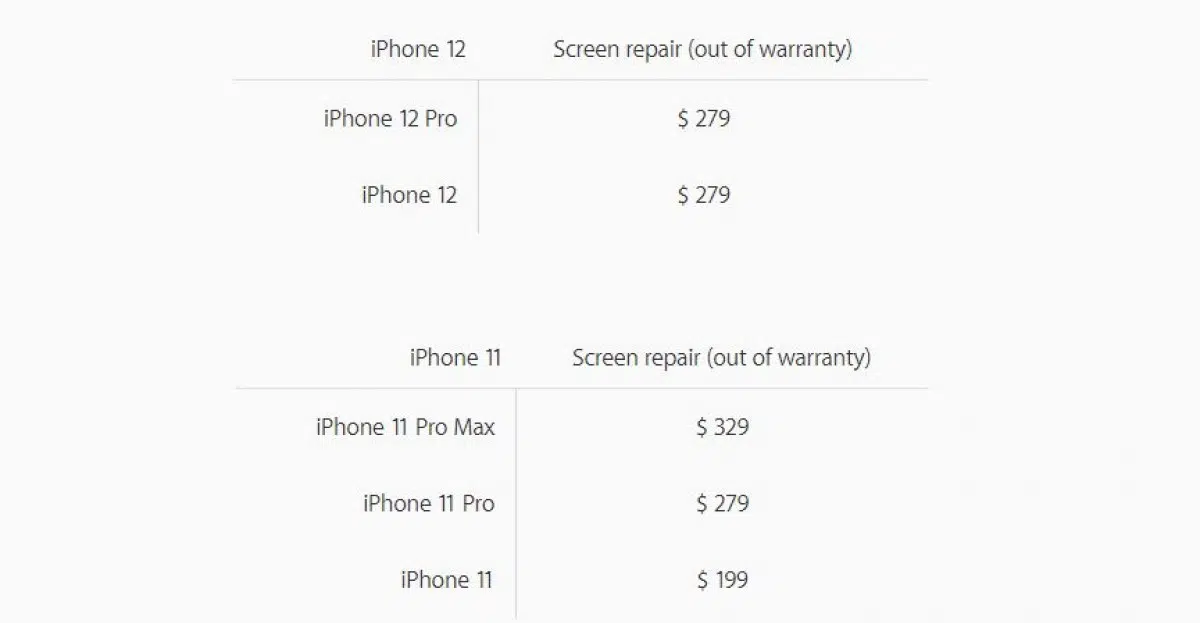 iPhone 12 Screen repair (out of warranty)
iPhone 12 Pro $ 279
iPhone 12 $ 279
iPhone 11 Screen repair (out of warranty)
iPhone 11 Pro Max $ 329
iPhone 11 Pro $ 279
iPhone 11 $ 199